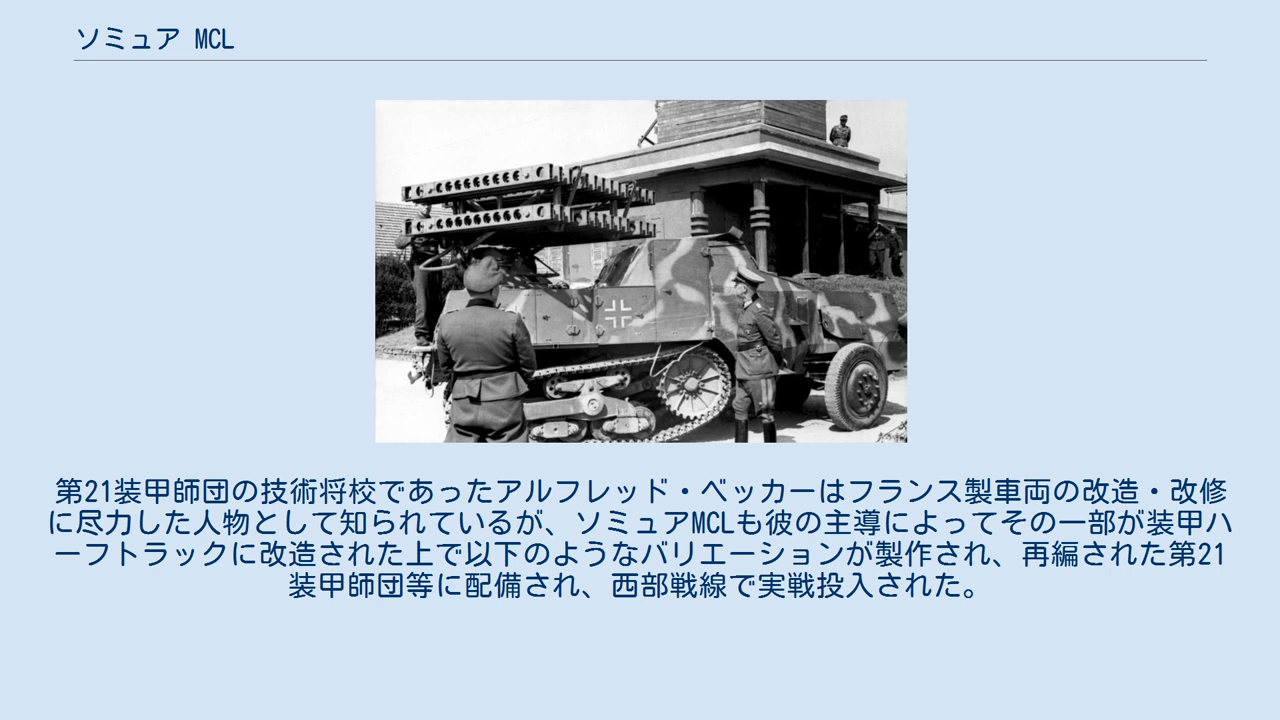 ソミュア MCL
第21装甲師団の技術将校であったアルフレッド・ベッカーはフランス製車両の改造・改修
に尽力した人物として知られているが、ソミュアMCLも彼の主導によってその一部が装甲ハ
ーフトラックに改造された上で以下のようなバリエーションが製作され、再編された第21
装甲師団等に配備され、西部戦線で実戦投入された。